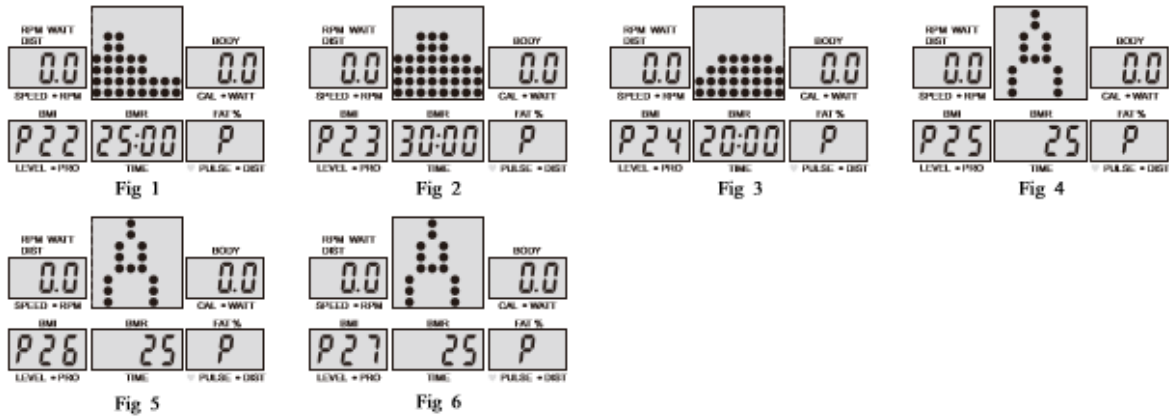 RPM WATT
DIST BODY
0.0 0.0
SPEED • RPM CAL • WATT
BMI BMR FAT %
P22 25:00 P
LEVEL • PRO TIME ♥ PULSE • DIST
Fig 1
RPM WATT
DIST BODY
0.0 0.0
SPEED • RPM CAL • WATT
BMI BMR FAT %
P23 30:00 P
LEVEL • PRO TIME ♥ PULSE • DIST
Fig 2
RPM WATT
DIST BODY
0.0 0.0
SPEED • RPM CAL • WATT
BMI BMR FAT %
P24 20:00 P
LEVEL • PRO TIME ♥ PULSE • DIST
Fig 3
RPM WATT
DIST BODY
A
0.0 0.0
SPEED • RPM CAL • WATT
BMI BMR FAT %
P25 25 P
LEVEL • PRO TIME ♥ PULSE • DIST
Fig 4
RPM WATT
DIST BODY
A
0.0 0.0
SPEED • RPM CAL • WATT
BMI BMR FAT %
P26 25 P
LEVEL • PRO TIME ♥ PULSE • DIST
Fig 5
RPM WATT
DIST BODY
A
0.0 0.0
SPEED • RPM CAL • WATT
BMI BMR FAT %
P27 25 P
LEVEL • PRO TIME ♥ PULSE • DIST
Fig 6